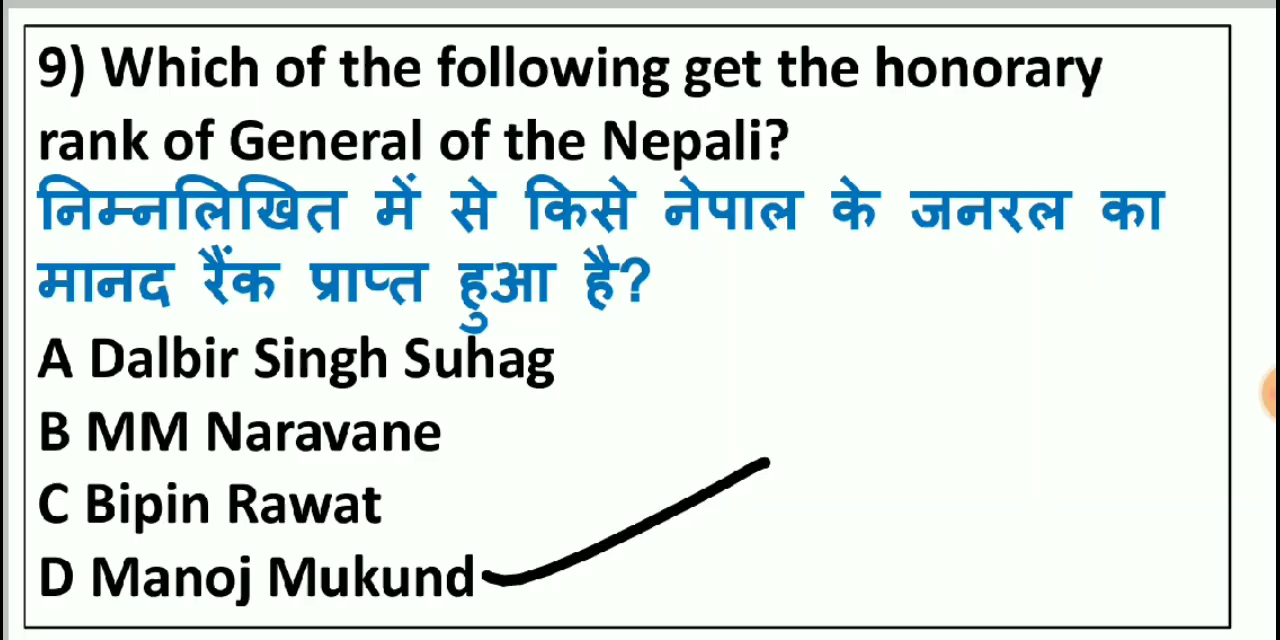 9) Which of the following get the honorary
rank of General of the Nepali?
निम्नलिखित में से किसे नेपाल के जनरल का
मानद रैंक प्राप्त हुआ है?
A Dalbir Singh Suhag
B MM Naravane
C Bipin Rawat
D Manoj Mukund